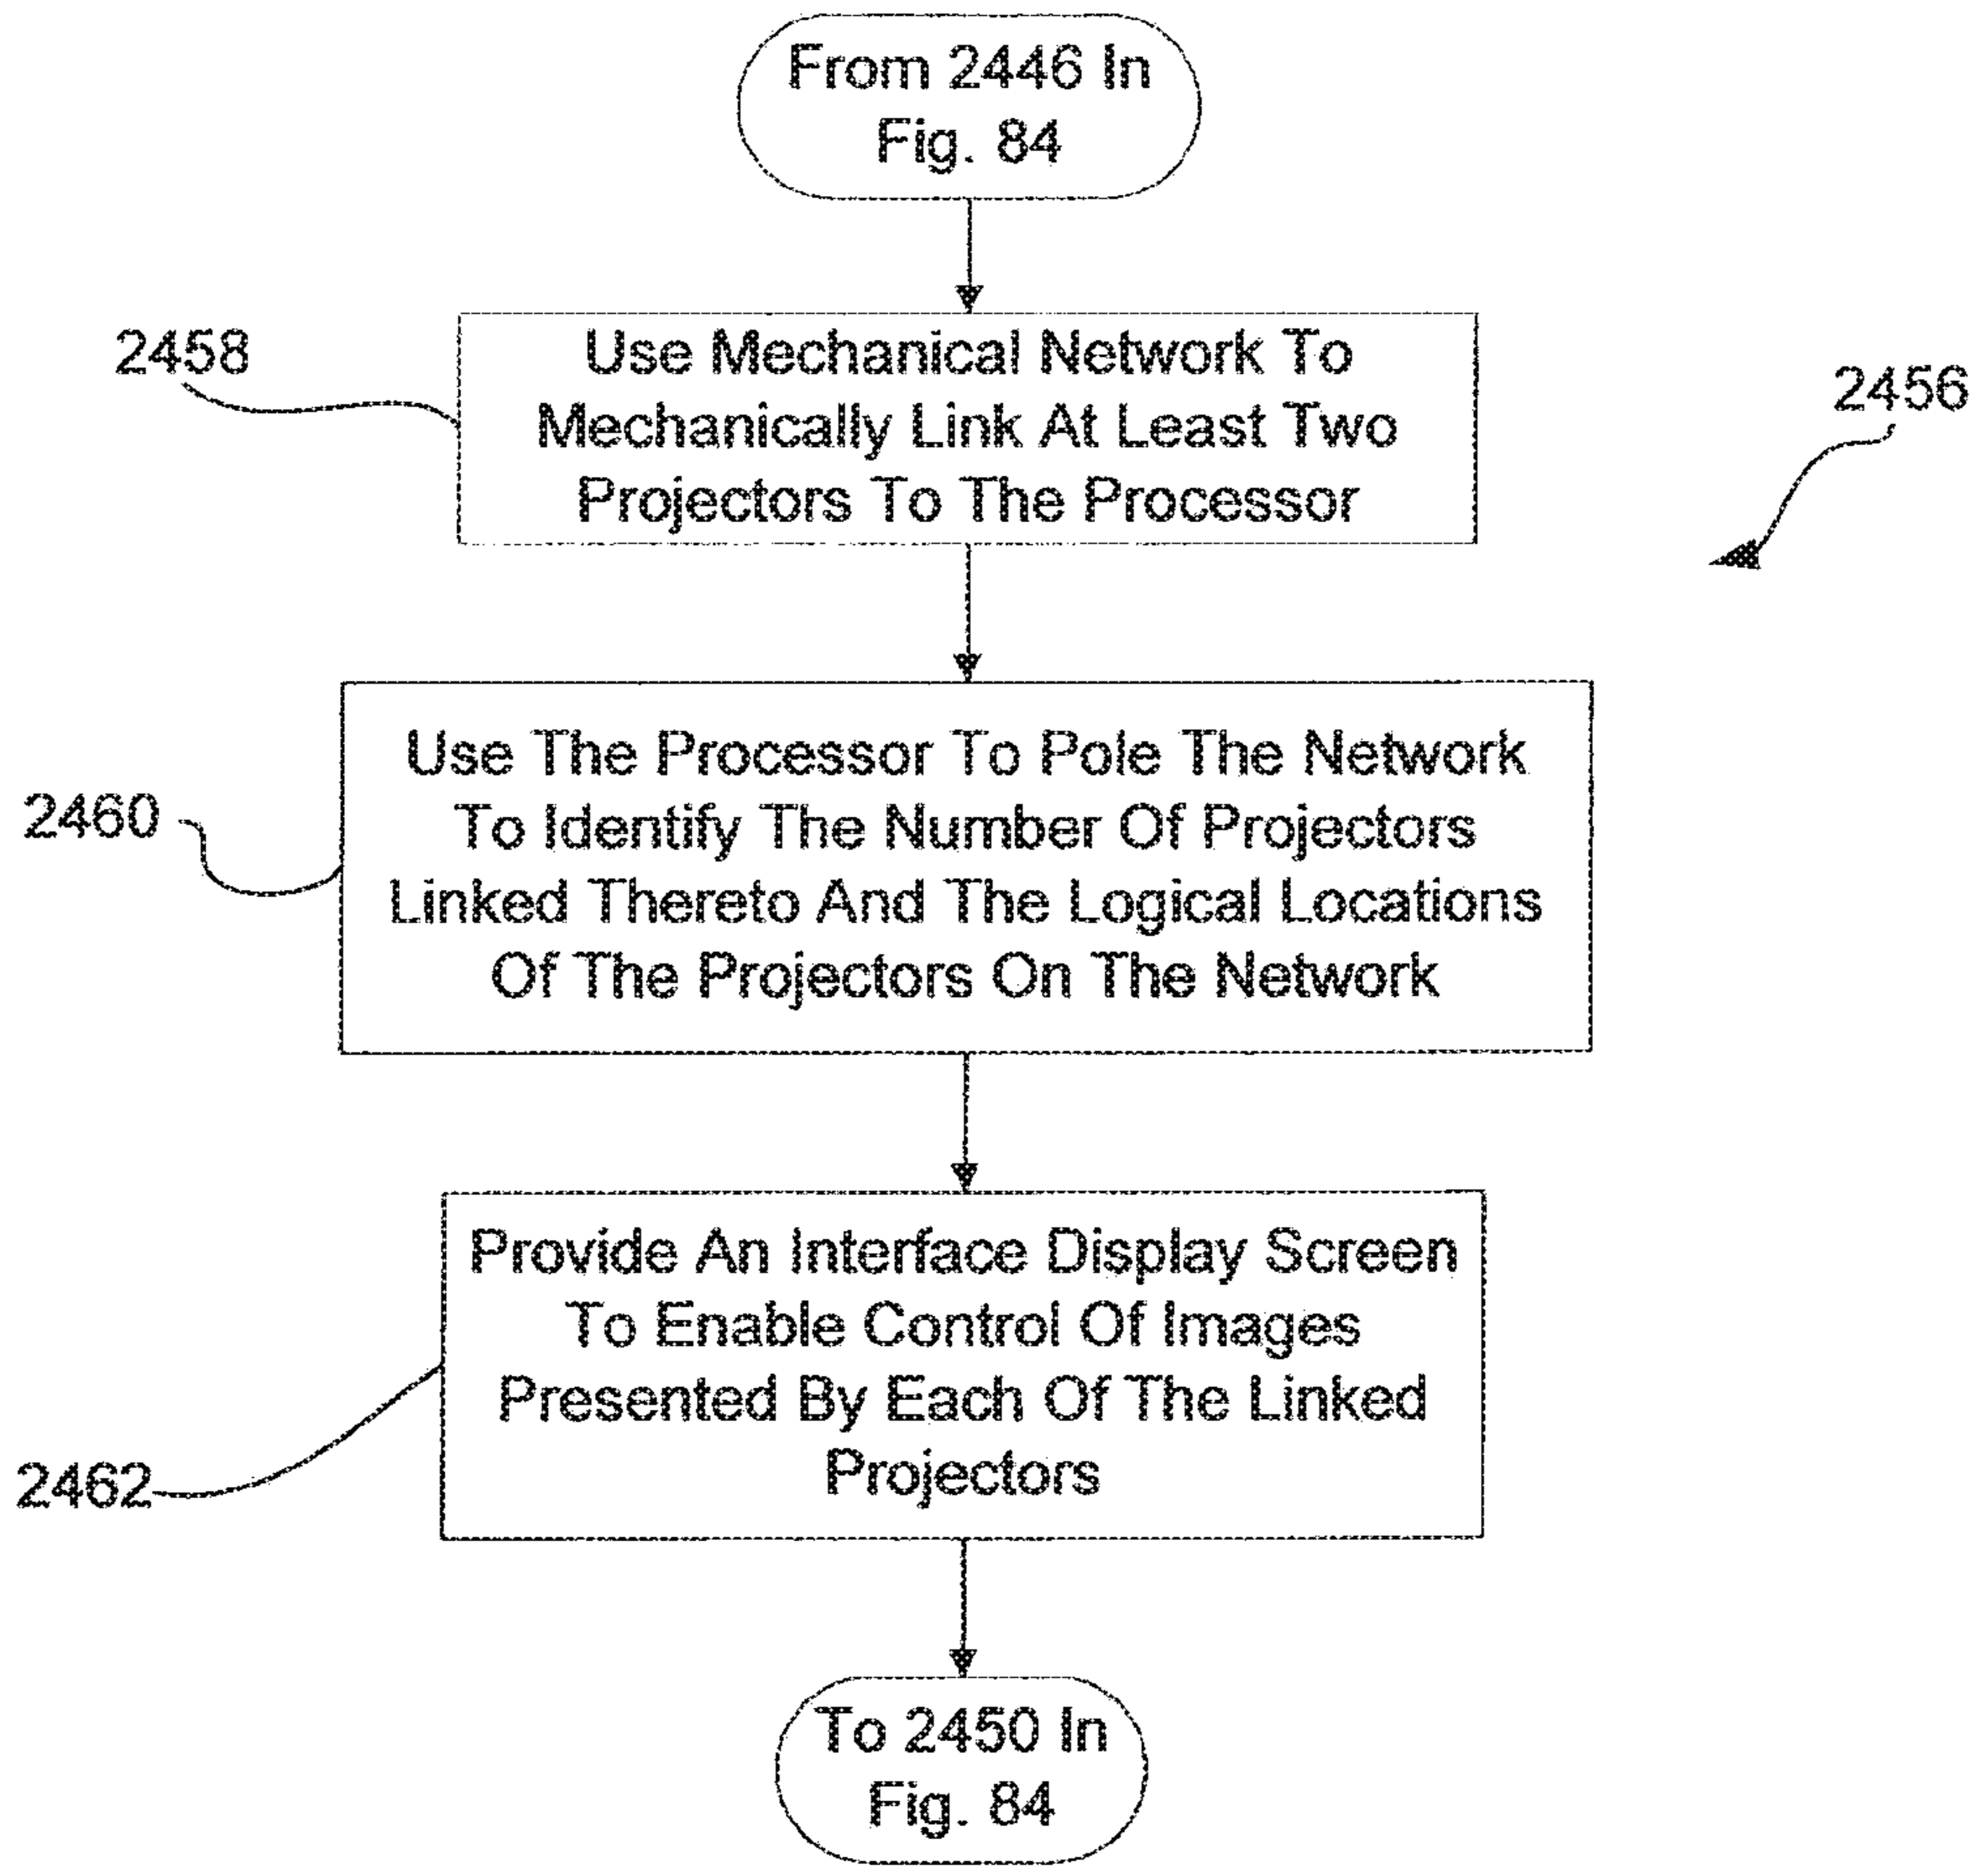 From 2446 In
Fig. 84
2458
Use Mechanical Network To
Mechanically Link At Least Two
Projectors To The Processor
2456
2460
Use The Processor To Pole The Network
To Identify The Number Of Projectors
Linked Thereto And The Logical Locations
Of The Projectors On The Network
Provide An Interface Display Screen
To Enable Control Of Images
Presented By Each Of The Linked
Projectors
2462
To 2450 In
Fig. 84